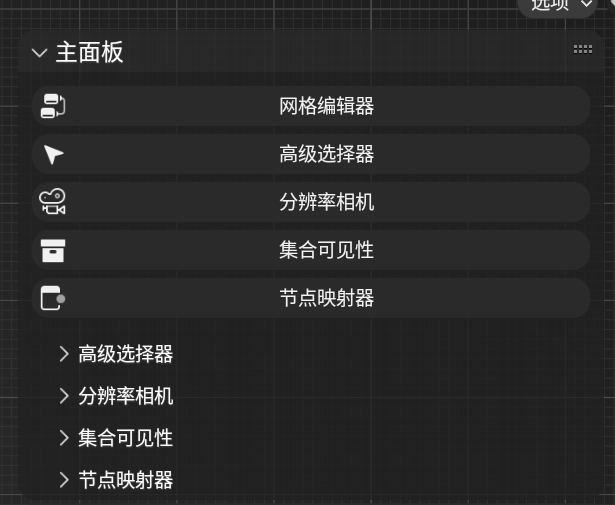 选项
主面板
网格编辑器
高级选择器
分辨率相机
集合可见性
节点映射器
高级选择器
分辨率相机
集合可见性
节点映射器